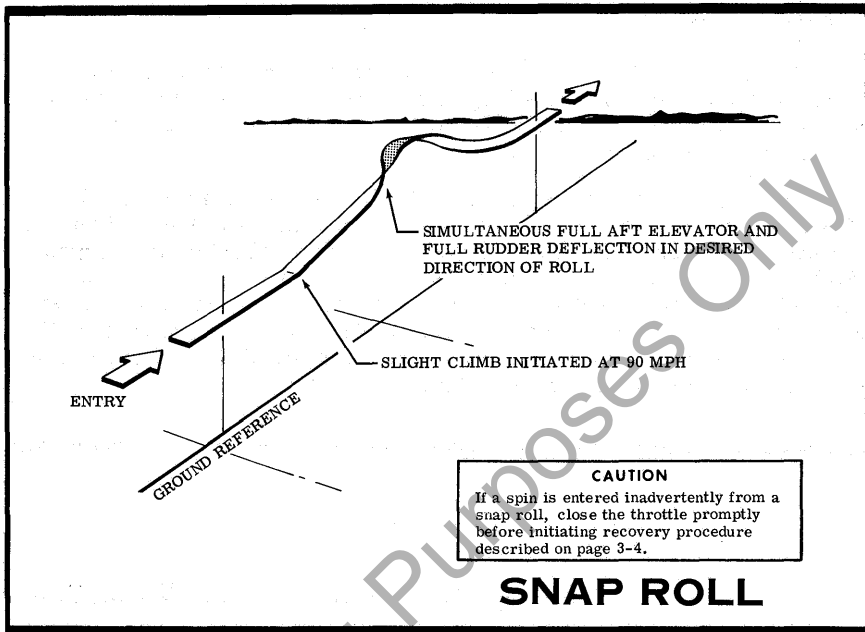 SIMULTANEOUS FULL AFT ELEVATOR AND
FULL RUDDER DEFLECTION IN DESIRED
DIRECTION OF ROLL
SLIGHT CLIMB INITIATED AT 90 MPH
ENTRY
GROUND REFERENCE
CAUTION
If a spin is entered inadvertently from a
snap roll, close the throttle promptly
before initiating recovery procedure
described on page 3-4.
SNAP ROLL
Purposes Only